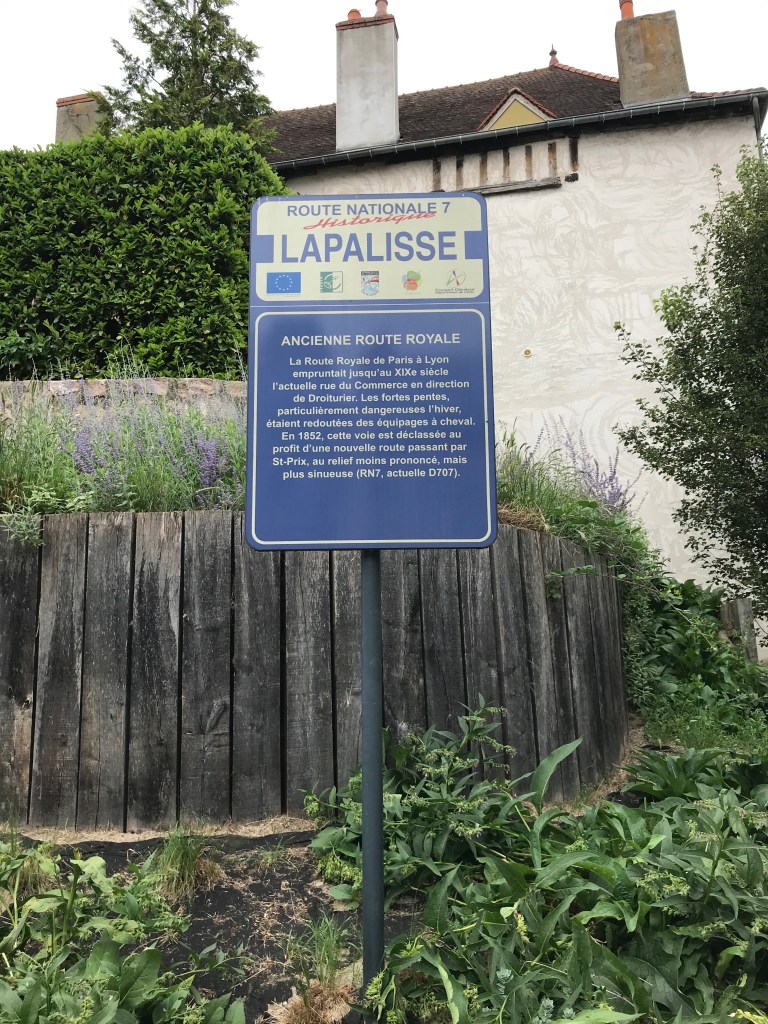 ROUTE NATIONALE 7
Historique
LAPALISSE
ANCIENNE ROUTE ROYALE
La Route Royale de Paris à Lyon
empruntait jusqu'au XIXe siècle
l'actuelle rue du Commerce en direction
de Droiturier. Les fortes pentes,
particulièrement dangereuses l'hiver,
étaient redoutées des équipages à cheval.
En 1852, cette voie est déclassée au
profit d'une nouvelle route passant par
St-Prix, au relief moins prononcé, mais
plus sinueuse (RN7, actuelle D707).